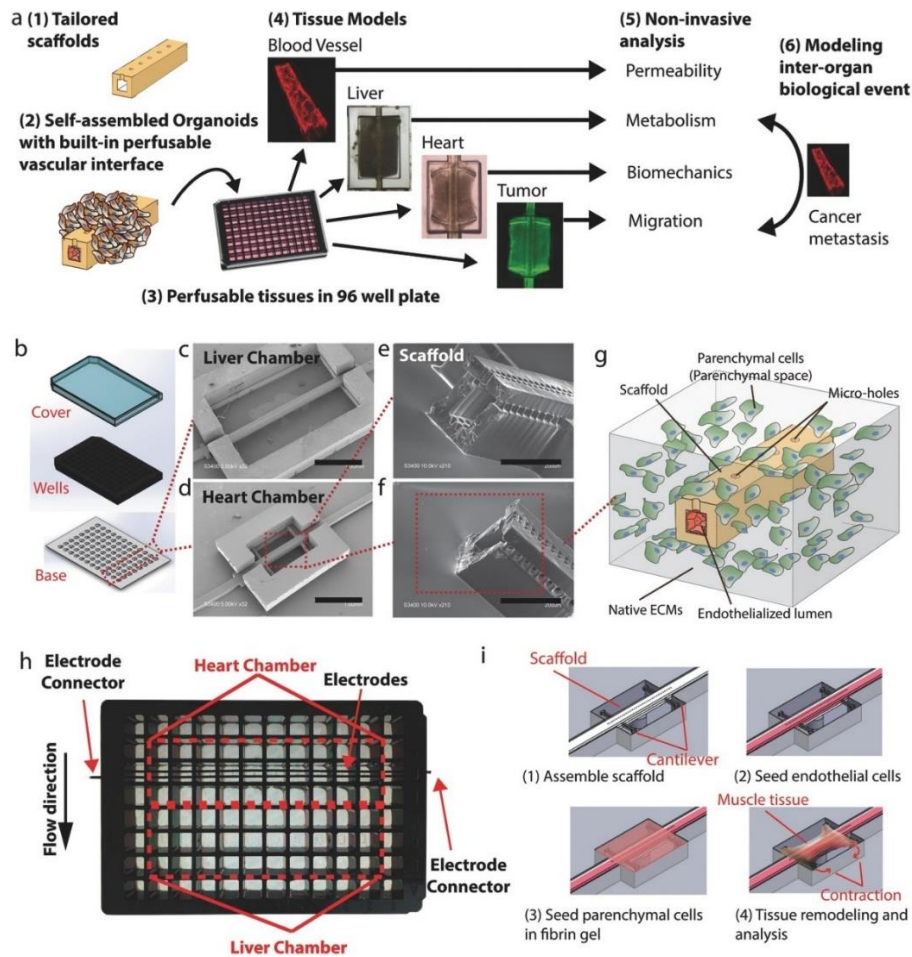 a
(1) Tailored
scaffolds
(2) Self-assembled Organoids
with built-in perfusable
vascular interface
(3) Perfusable tissues in 96 well plate
(4) Tissue Models
Blood Vessel
Liver
Heart
Tumor
(5) Non-invasive
analysis
Permeability
Metabolism
Biomechanics
Migration
(6) Modeling
inter-organ
biological event
Cancer
metastasis
b
Cover
Wells
Base
c
Liver Chamber
d
Heart Chamber
e
Scaffold
f
g
Parenchymal cells
(Parenchymal space)
Scaffold
Micro-holes
Native ECMs
Endothelialized lumen
h
Electrode
Connector
Heart Chamber
Electrodes
Flow direction
Electrode
Connector
Liver Chamber
i
Scaffold
Cantilever
(1) Assemble scaffold
(2) Seed endothelial cells
Muscle tissue
Contraction
(3) Seed parenchymal cells
in fibrin gel
(4) Tissue remodeling and
analysis